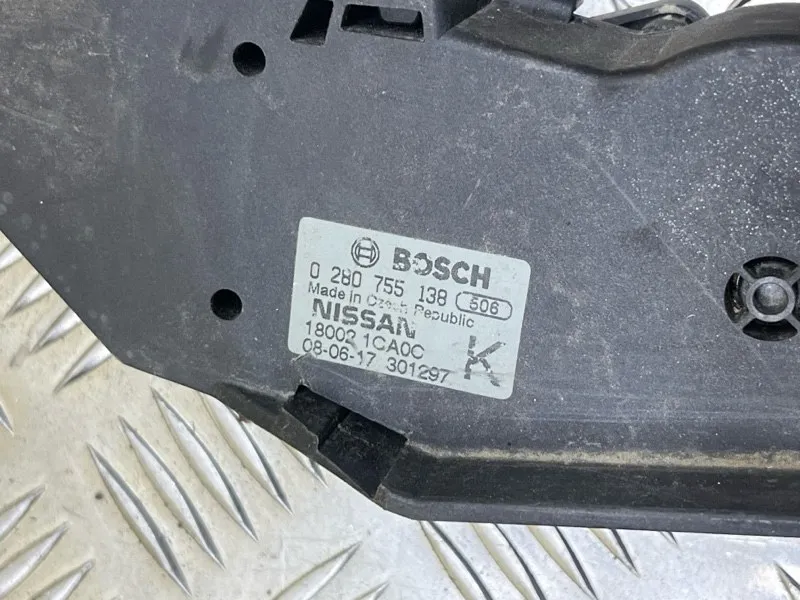 BOSCH
0 280 755 138 506
Made in Czech Republic
NISSAN
18002 1CA0C
08-06-17 301297 K